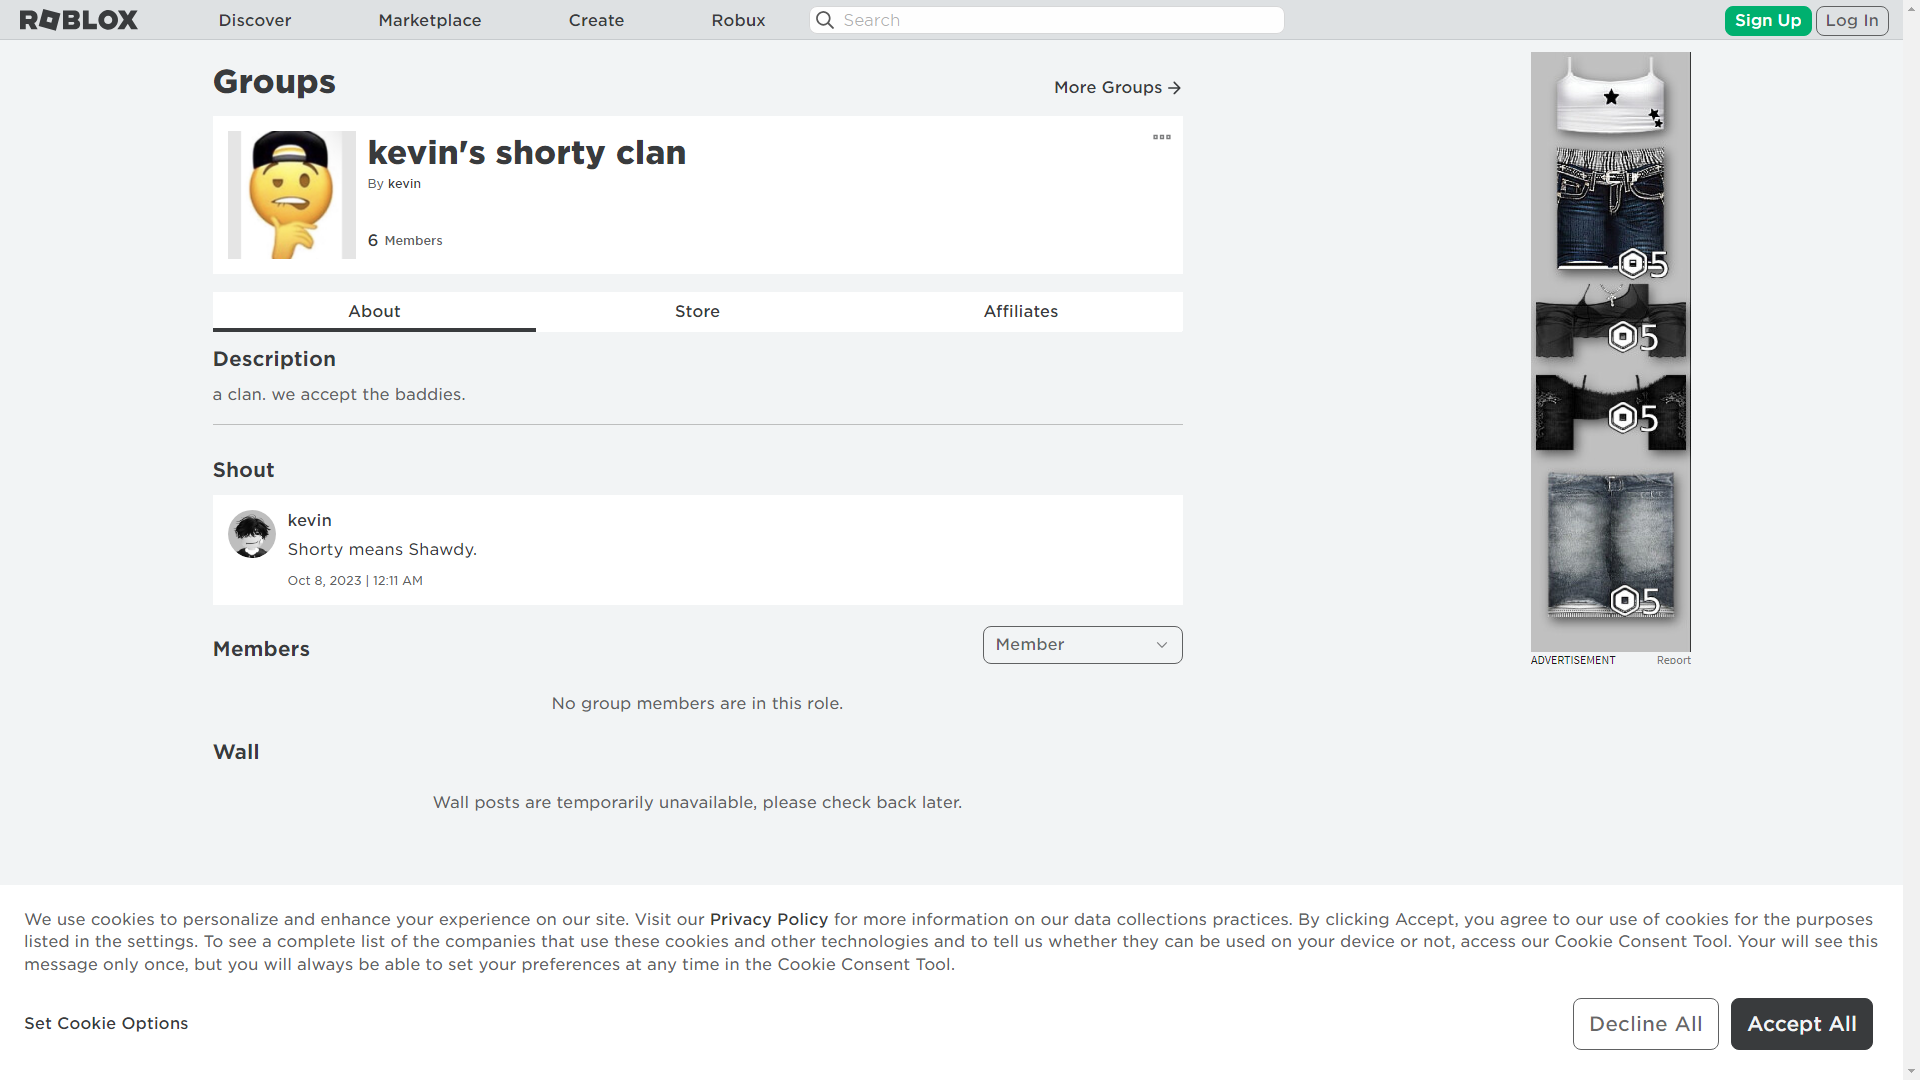 ROBLOX
Discover
Marketplace
Create
Robux
Search
Sign Up
Log In
Groups
More Groups
kevin's shorty clan
By kevin
6 Members
About
Store
Affiliates
Description
a clan. we accept the baddies.
Shout
kevin
Shorty means Shawdy.
Oct 8, 2023 | 12:11 AM
Members
Member
No group members are in this role.
Wall
Wall posts are temporarily unavailable, please check back later.
5
5
5
5
ADVERTISEMENT
Report
We use cookies to personalize and enhance your experience on our site. Visit our Privacy Policy for more information on our data collections practices. By clicking Accept, you agree to our use of cookies for the purposes
listed in the settings. To see a complete list of the companies that use these cookies and other technologies and to tell us whether they can be used on your device or not, access our Cookie Consent Tool. Your will see this
message only once, but you will always be able to set your preferences at any time in the Cookie Consent Tool.
Set Cookie Options
Decline All
Accept All